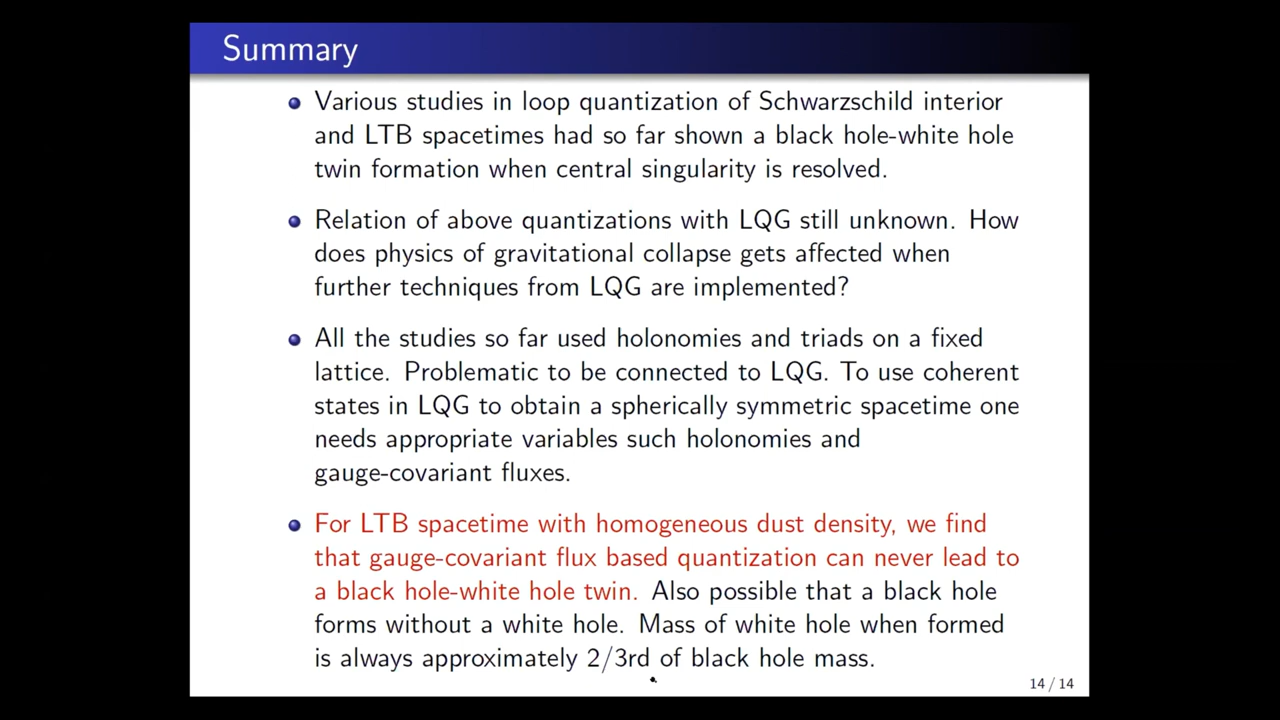 Summary
Various studies in loop quantization of Schwarzschild interior
and LTB spacetimes had so far shown a black hole-white hole
twin formation when central singularity is resolved.
Relation of above quantizations with LQG still unknown. How
does physics of gravitational collapse gets affected when
further techniques from LQG are implemented?
All the studies so far used holonomies and triads on a fixed
lattice. Problematic to be connected to LQG. To use coherent
states in LQG to obtain a spherically symmetric spacetime one
needs appropriate variables such holonomies and
gauge-covariant fluxes.
For LTB spacetime with homogeneous dust density, we find
that gauge-covariant flux based quantization can never lead to
a black hole-white hole twin. Also possible that a black hole
forms without a white hole. Mass of white hole when formed
is always approximately 2/3rd of black hole mass.
14 / 14